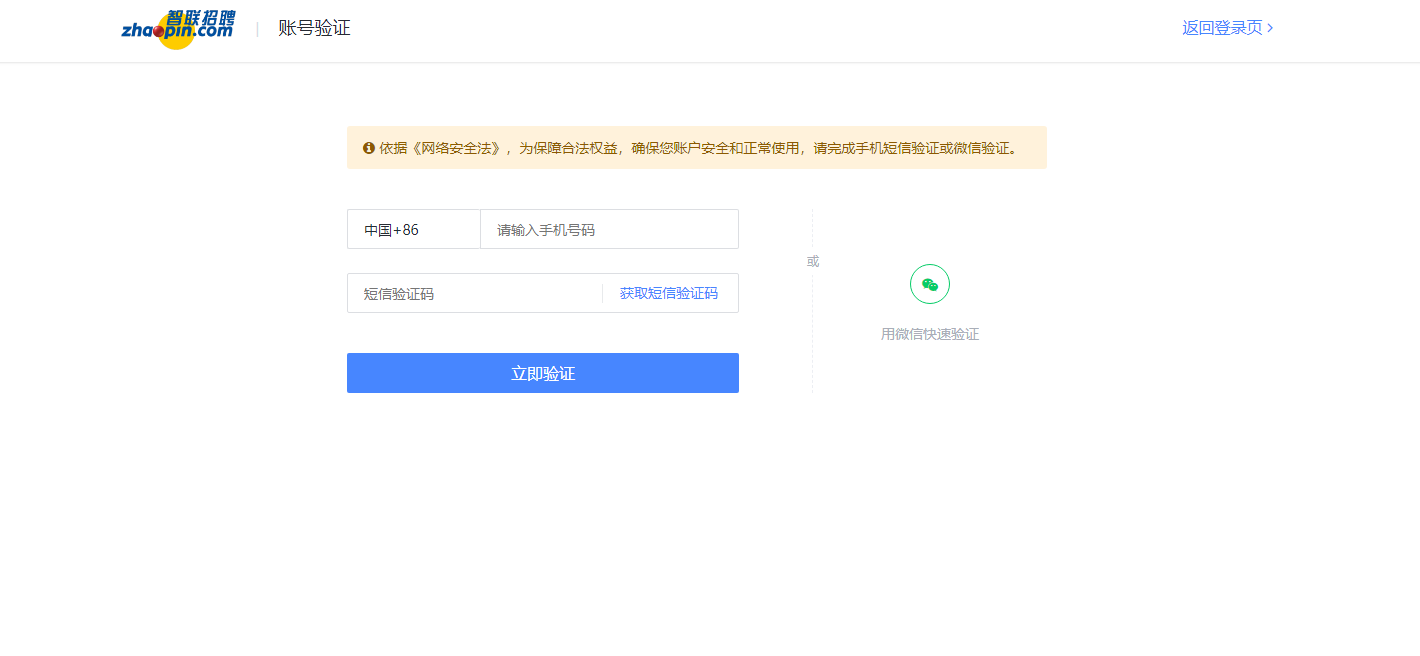 智联招聘
zhaopin.com
账号验证
返回登录页
依据《网络安全法》，为保障合法权益，确保您账户安全和正常使用，请完成手机短信验证或微信验证。
中国+86 请输入手机号码
短信验证码 获取短信验证码
立即验证
或
用微信快速验证